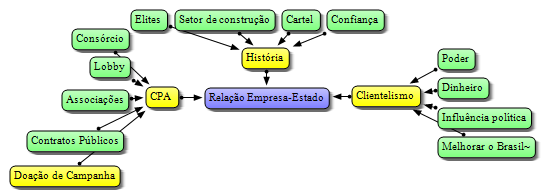 Elites
Setor de construção
Cartel
Confiança
Consórcio
Lobby
História
Poder
Associações
CPA
Relação Empresa-Estado
Clientelismo
Dinheiro
Influência política
Contratos Públicos
Melhorar o Brasil~
Doação de Campanha